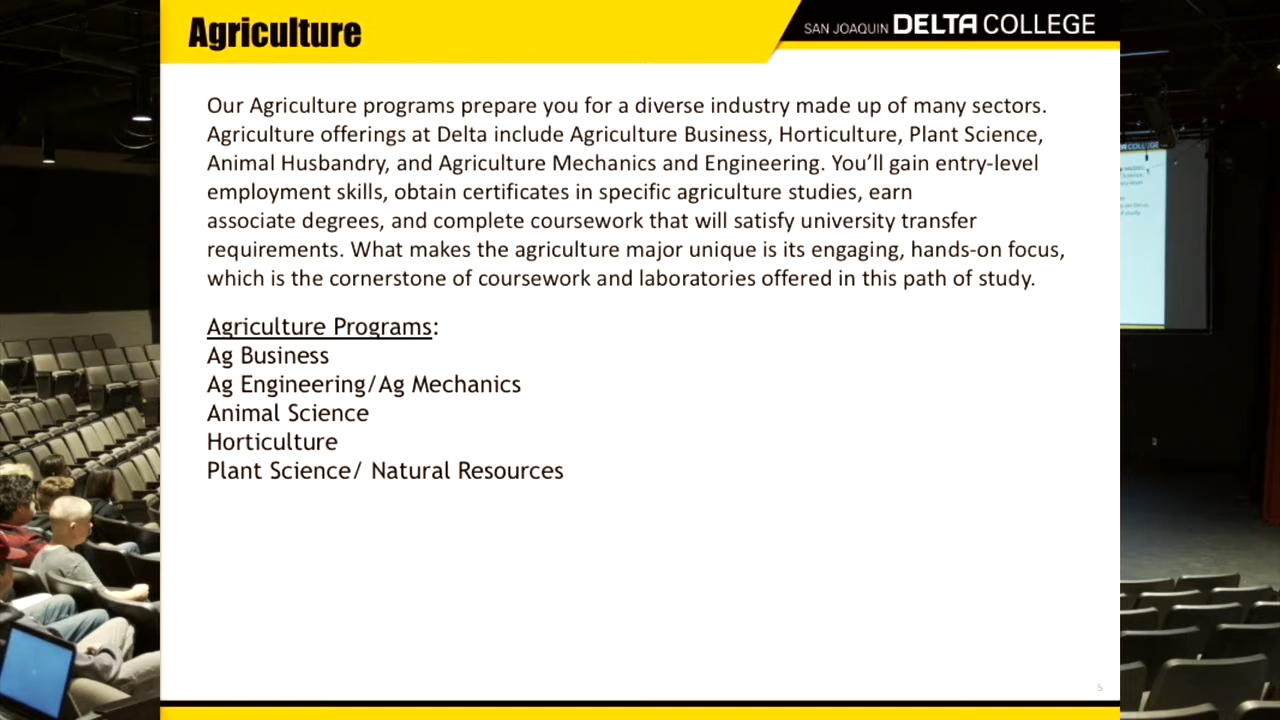 Agriculture
SAN JOAQUIN DELTA COLLEGE
Our Agriculture programs prepare you for a diverse industry made up of many sectors.
Agriculture offerings at Delta include Agriculture Business, Horticulture, Plant Science,
Animal Husbandry, and Agriculture Mechanics and Engineering. You’ll gain entry-level
employment skills, obtain certificates in specific agriculture studies, earn
associate degrees, and complete coursework that will satisfy university transfer
requirements. What makes the agriculture major unique is its engaging, hands-on focus,
which is the cornerstone of coursework and laboratories offered in this path of study.
Agriculture Programs:
Ag Business
Ag Engineering/Ag Mechanics
Animal Science
Horticulture
Plant Science/ Natural Resources
5